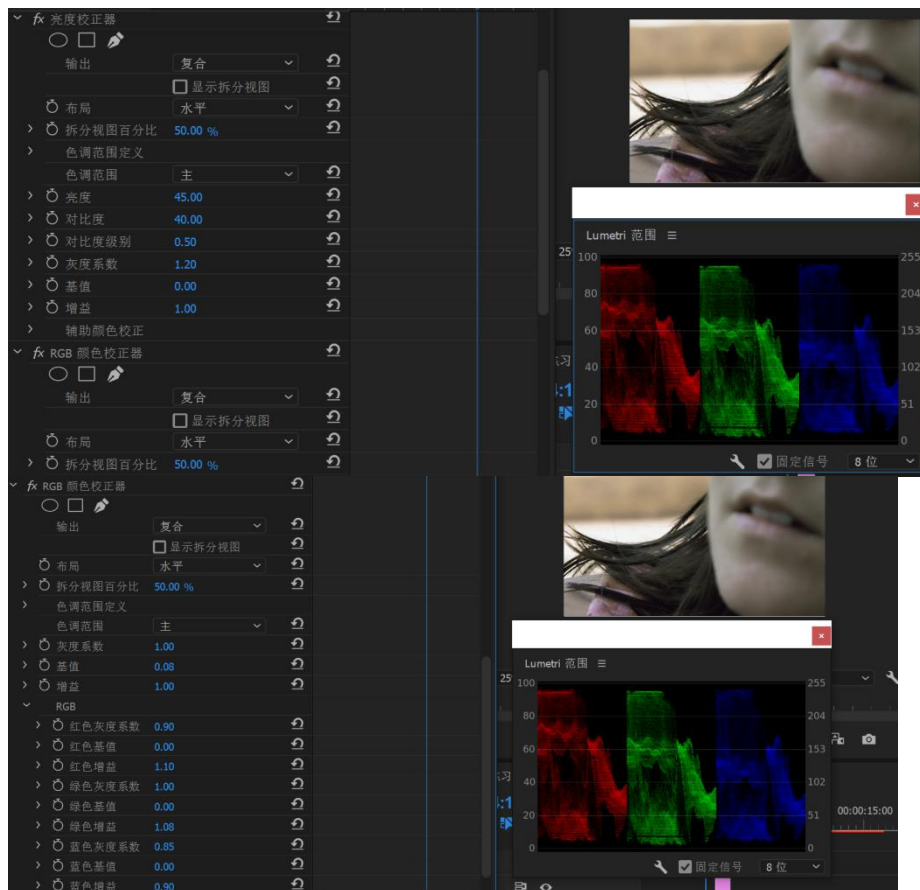 fx 亮度校正器
输出 复合
显示拆分视图
布局 水平
拆分视图百分比 50.00 %
色调范围定义
色调范围 主
亮度 45.00
对比度 40.00
对比度级别 0.50
灰度系数 1.20
基值 0.00
增益 1.00
辅助颜色校正
fx RGB 颜色校正器
输出 复合
显示拆分视图
布局 水平
拆分视图百分比 50.00 %
Lumetri 范围
25
100 255
80 204
60 153
40 102
20 51
0 0
固定信号 8 位
fx RGB 颜色校正器
输出 复合
显示拆分视图
布局 水平
拆分视图百分比 50.00 %
色调范围定义
色调范围 主
灰度系数 1.00
基值 0.08
增益 1.00
RGB
红色灰度系数 0.90
红色基值 0.00
红色增益 1.10
绿色灰度系数 1.00
绿色基值 0.00
绿色增益 1.08
蓝色灰度系数 0.85
蓝色基值 0.00
蓝色增益 0.90
Lumetri 范围
25
100 255
80 204
60 153
40 102
20 51
0 0
固定信号 8 位
00:00:15:00